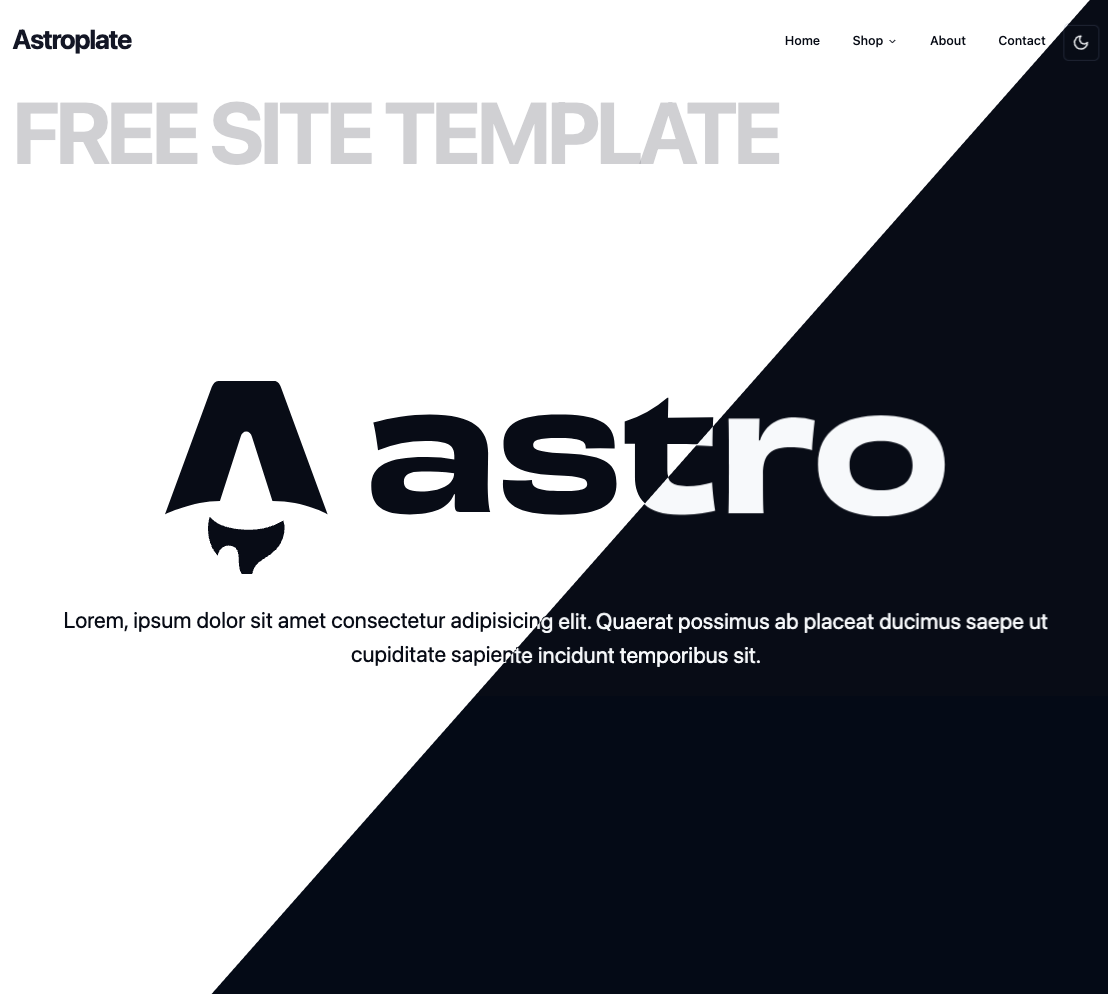 Astroplate
Home Shop About Contact
FREE SITE TEMPLATE
astro
Lorem, ipsum dolor sit amet consectetur adipisicing elit. Quaerat possimus ab placeat ducimus saepe ut
cupiditate sapiente incidunt temporibus sit.